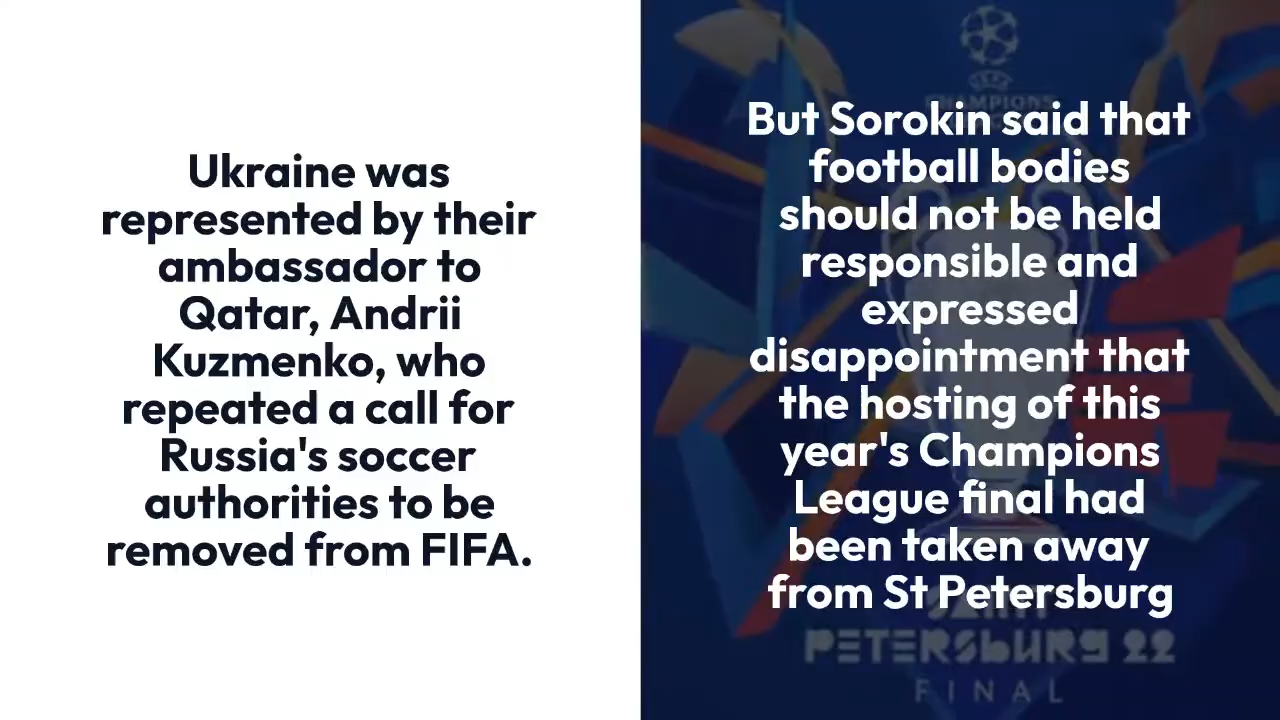 Ukraine was
represented by their
ambassador to
Qatar, Andrii
Kuzmenko, who
repeated a call for
Russia's soccer
authorities to be
removed from FIFA.
CHAMPIONS
But Sorokin said that
football bodies
should not be held
responsible and
expressed
disappointment that
the hosting of this
year's Champions
League final had
been taken away
from St Petersburg
PETERSBURG 22
FINAL